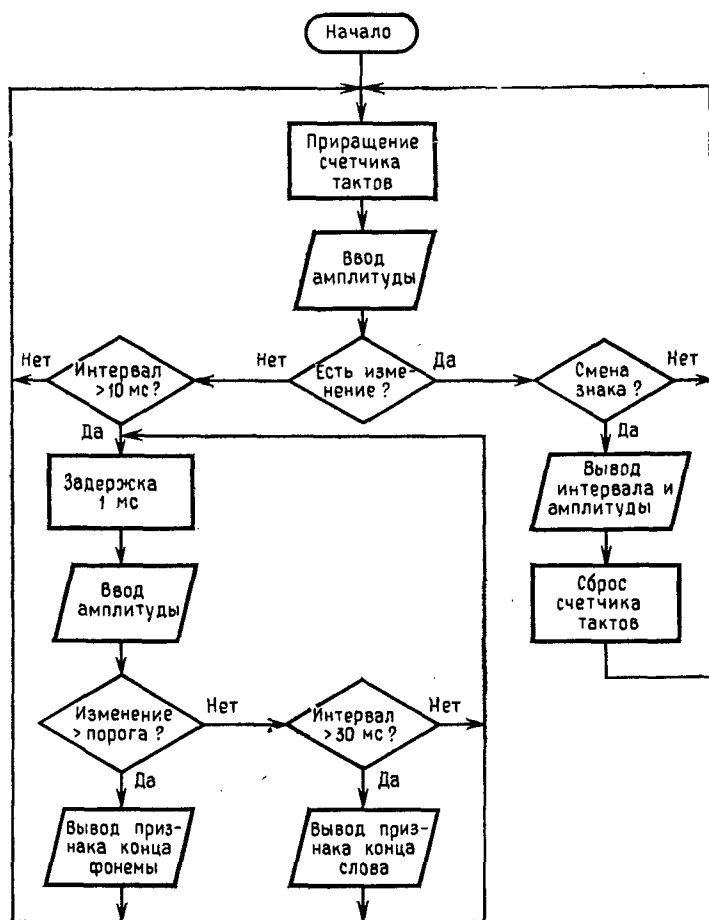 Начало
Приращение
счетчика
тактов
Ввод
амплитуды
Нет
Интервал
>10 мс?
Нет
Есть изме-
нение?
Да
Смена
знака?
Нет
Да
Да
Задержка
1 мс
Вывод
интервала и
амплитуды
Ввод
амплитуды
Сброс
счетчика
тактов
Изменение
> порога?
Нет
Интервал
>30 мс?
Нет
Да
Да
Вывод приз-
нака конца
фонемы
Вывод приз-
нака конца
слова